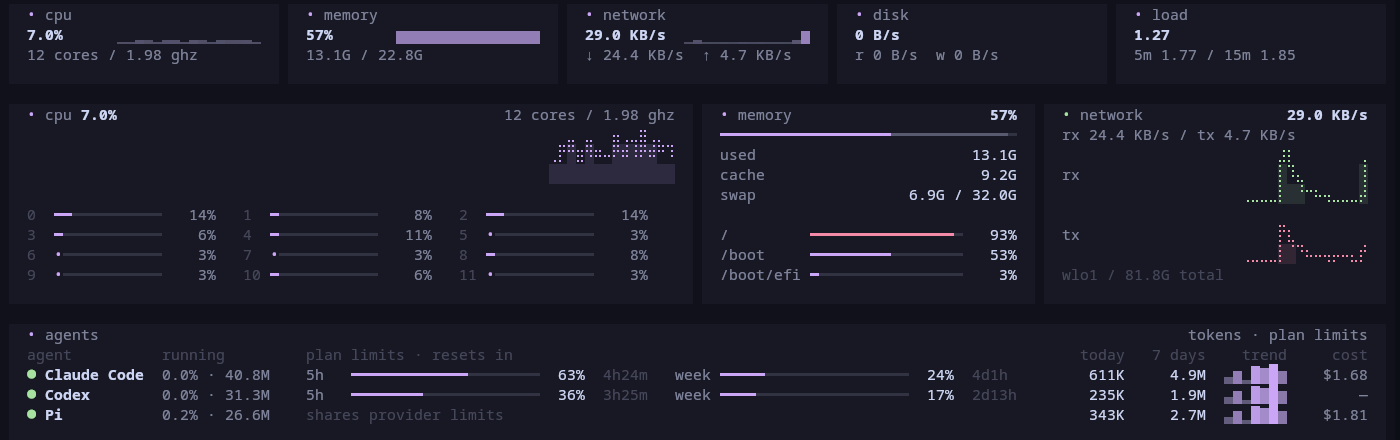 • cpu
7.0%
12 cores / 1.98 ghz
• memory
57%
13.1G / 22.8G
• network
29.0 KB/s
↓ 24.4 KB/s ↑ 4.7 KB/s
• disk
0 B/s
r 0 B/s w 0 B/s
• load
1.27
5m 1.77 / 15m 1.85
• cpu 7.0% 12 cores / 1.98 ghz
0 14% 1 8% 2 14%
3 6% 4 11% 5 3%
6 3% 7 3% 8 8%
9 3% 10 6% 11 3%
• memory 57%
used 13.1G
cache 9.2G
swap 6.9G / 32.0G
/ 93%
/boot 53%
/boot/efi 3%
• network 29.0 KB/s
rx 24.4 KB/s / tx 4.7 KB/s
rx
tx
wlo1 / 81.8G total
• agents tokens · plan limits
agent running plan limits · resets in today 7 days trend cost
Claude Code 0.0% · 40.8M 5h 63% 4h24m week 24% 4d1h 611K 4.9M $1.68
Codex 0.0% · 31.3M 5h 36% 3h25m week 17% 2d13h 235K 1.9M —
Pi 0.2% · 26.6M shares provider limits 343K 2.7M $1.81